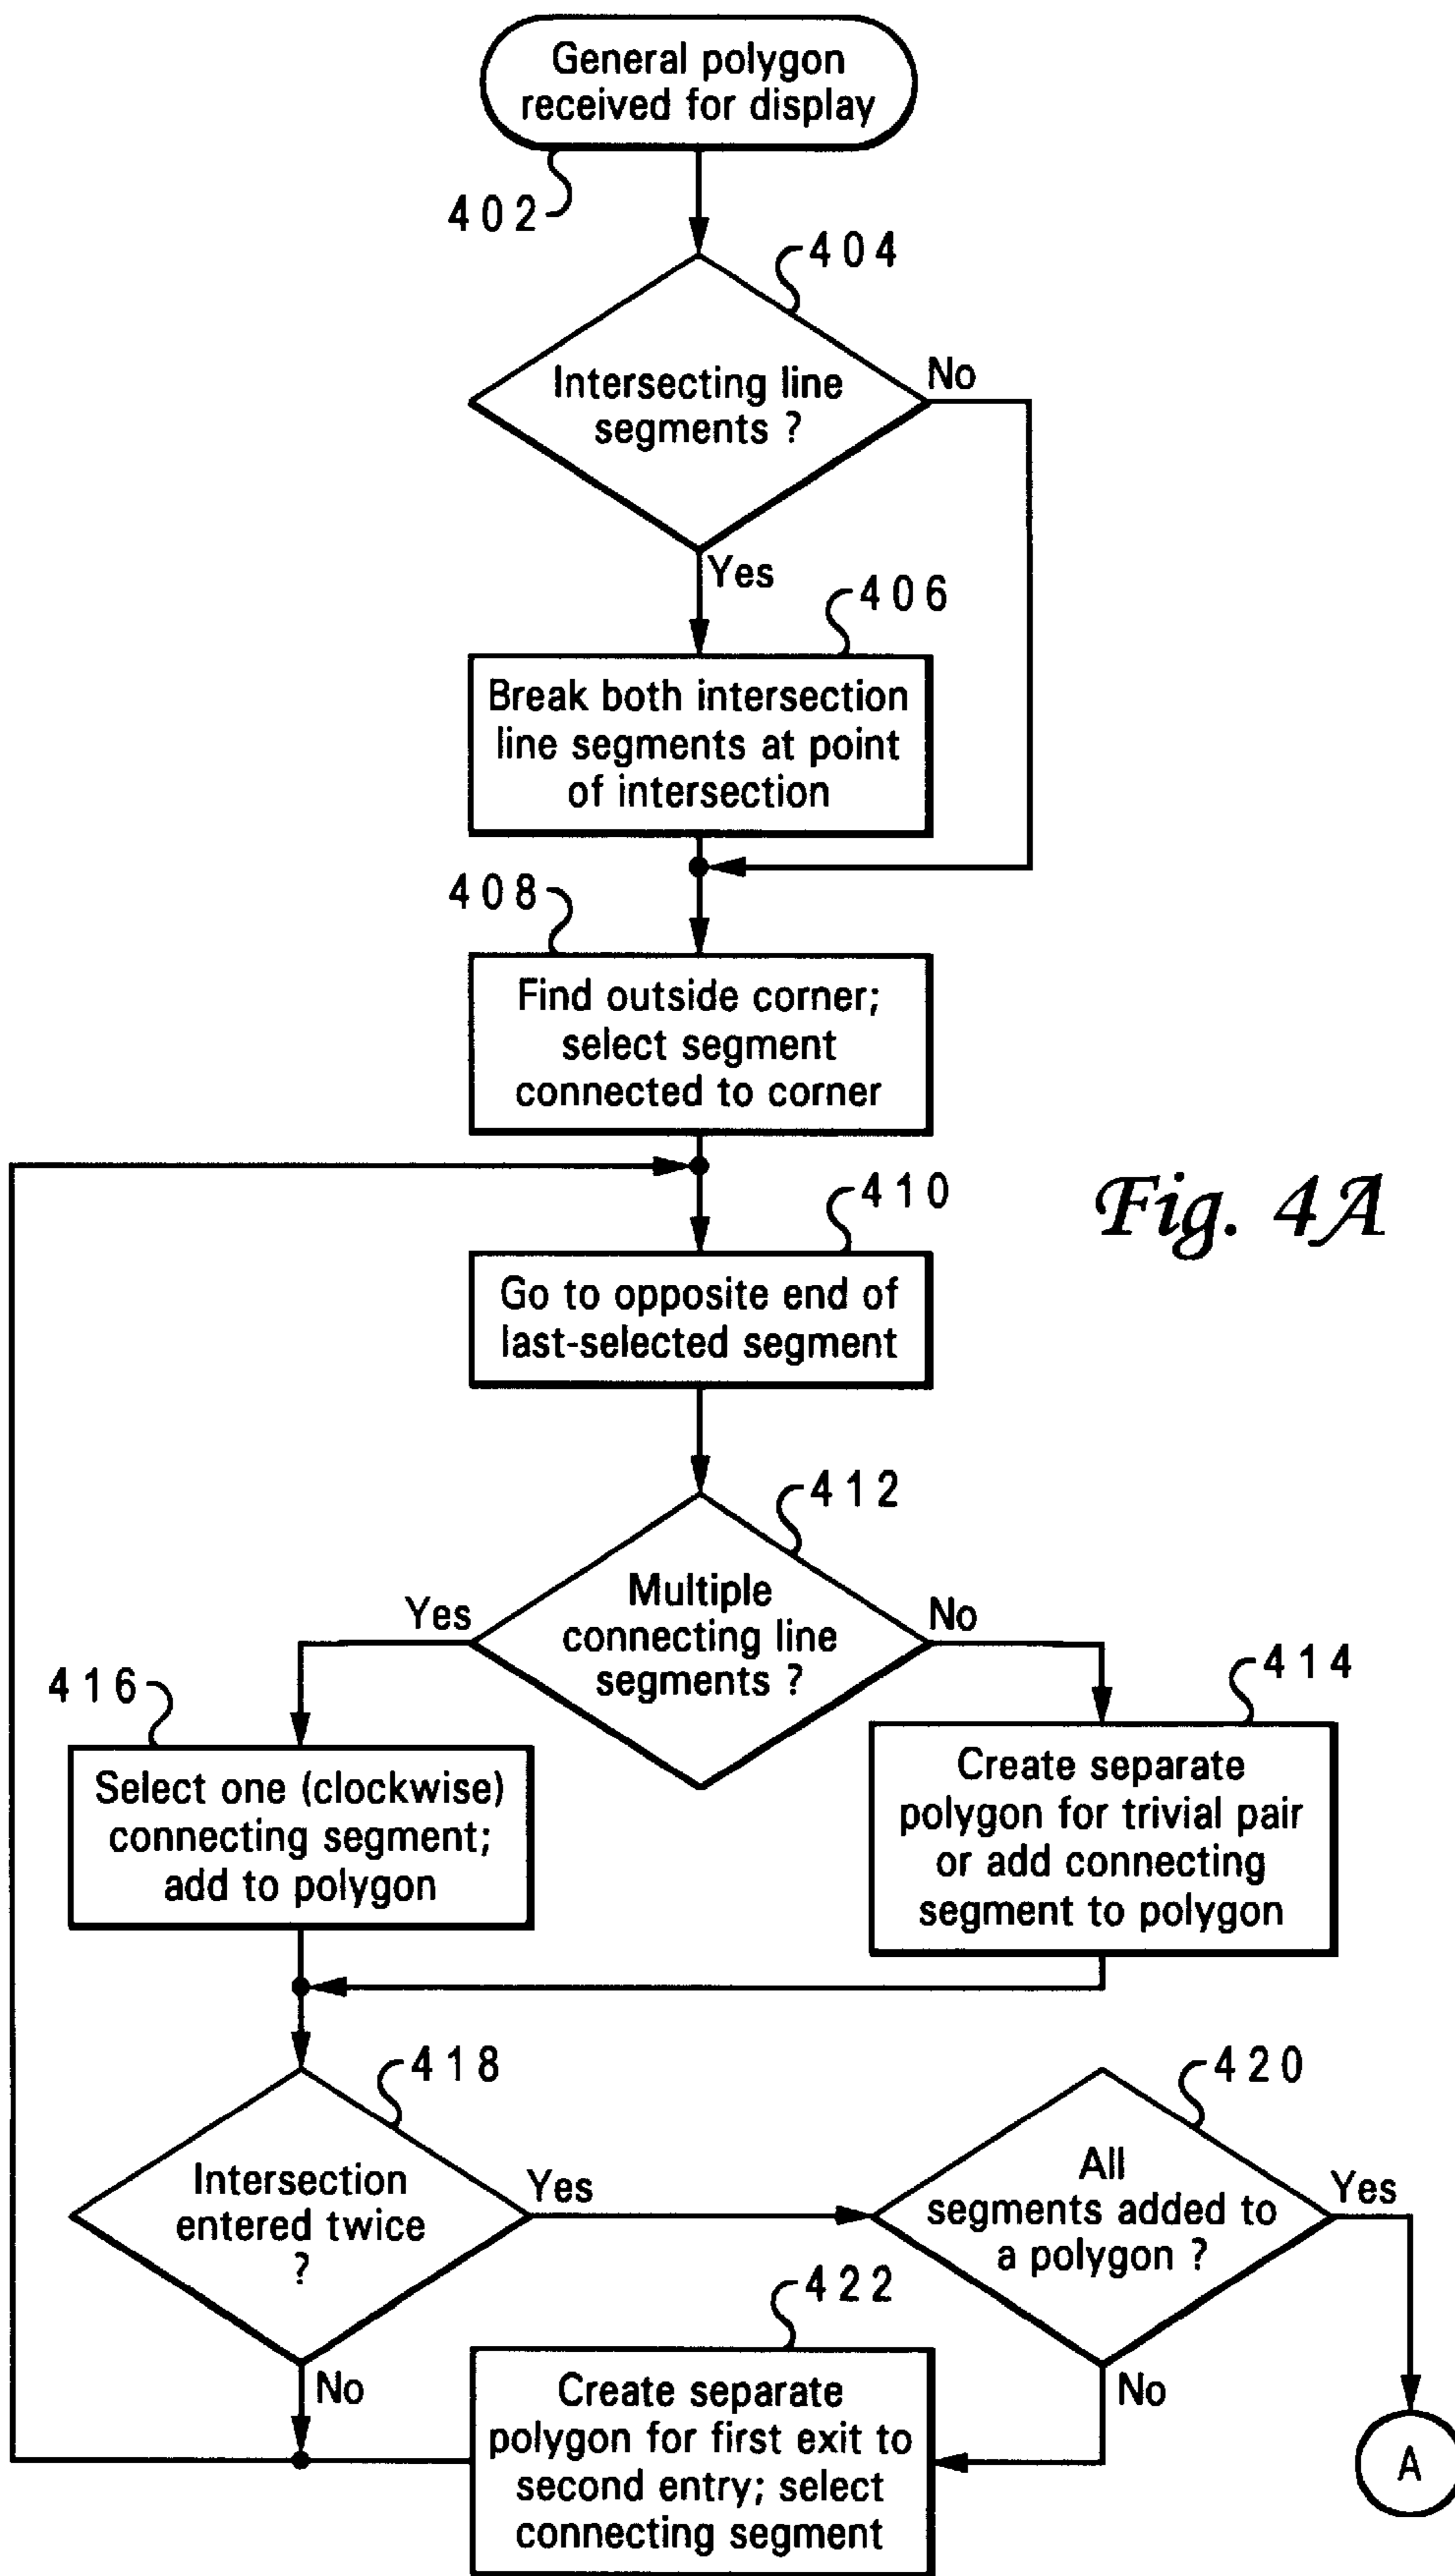 General polygon
received for display
402
404
Intersecting line
segments ?
No
Yes
406
Break both intersection
line segments at point
of intersection
408
Find outside corner;
select segment
connected to corner
410
Fig. 4A
Go to opposite end of
last-selected segment
412
Multiple
connecting line
segments ?
Yes
No
416
414
Select one (clockwise)
connecting segment;
add to polygon
Create separate
polygon for trivial pair
or add connecting
segment to polygon
418
420
Intersection
entered twice
?
Yes
All
segments added to
a polygon ?
Yes
No
422
No
Create separate
polygon for first exit to
second entry; select
connecting segment
A